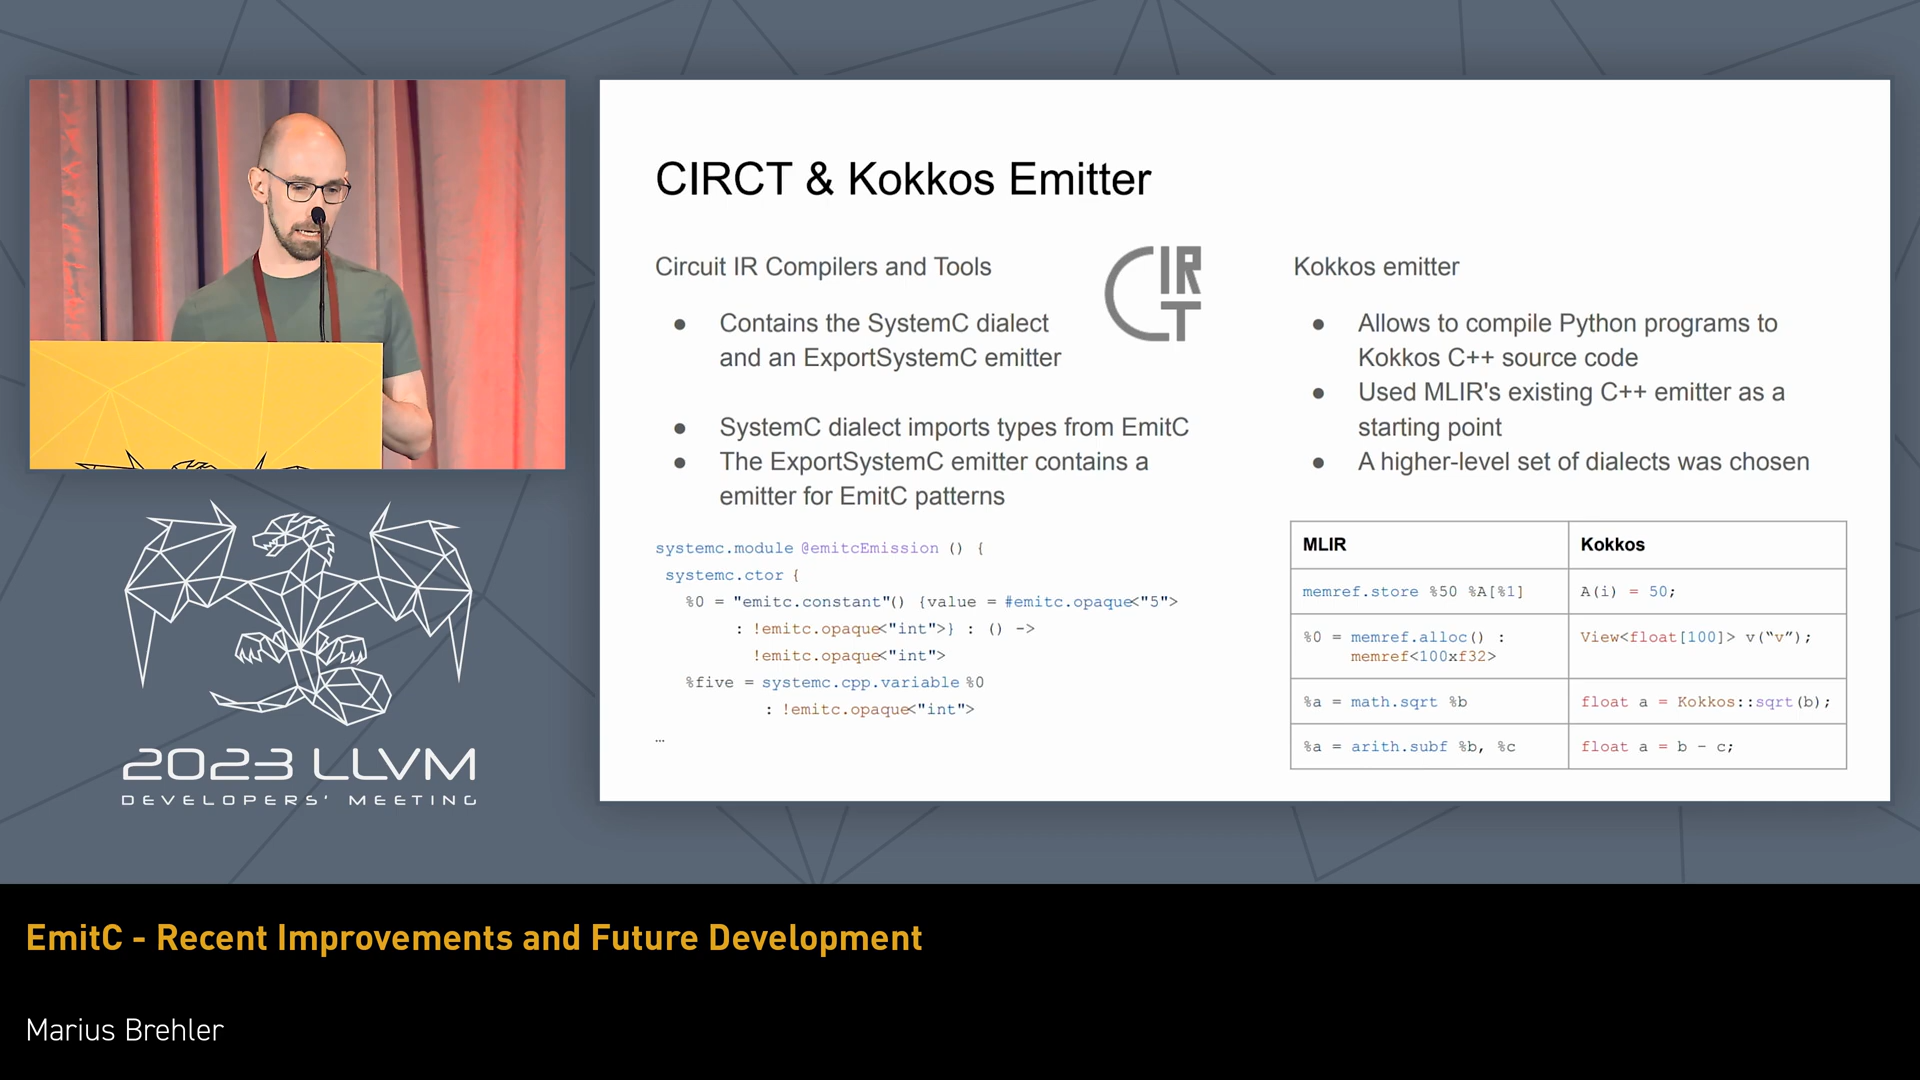 CIRCT & Kokkos Emitter
Circuit IR Compilers and Tools
● Contains the SystemC dialect
and an ExportSystemC emitter
● SystemC dialect imports types from EmitC
● The ExportSystemC emitter contains a
emitter for EmitC patterns
systemc.module @emitcEmission () {
systemc.ctor {
%0 = "emitc.constant"() {value = #emitc.opaque<"5">
: !emitc.opaque<"int">} : () ->
!emitc.opaque<"int">
%five = systemc.cpp.variable %0
: !emitc.opaque<"int">
…
CIRT
Kokkos emitter
● Allows to compile Python programs to
Kokkos C++ source code
● Used MLIR's existing C++ emitter as a
starting point
● A higher-level set of dialects was chosen
MLIR Kokkos
memref.store %50 %A[%1] A(i) = 50;
%0 = memref.alloc() : View<float[100]> v(“v”);
memref<100xf32>
%a = math.sqrt %b float a = Kokkos::sqrt(b);
%a = arith.subf %b, %c float a = b - c;
2023 LLVM
DEVELOPERS' MEETING
EmitC - Recent Improvements and Future Development
Marius Brehler